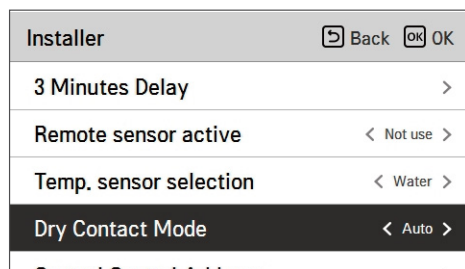 Installer Back OK OK
3 Minutes Delay >
Remote sensor active < Not use >
Temp. sensor selection < Water >
Dry Contact Mode < Auto >